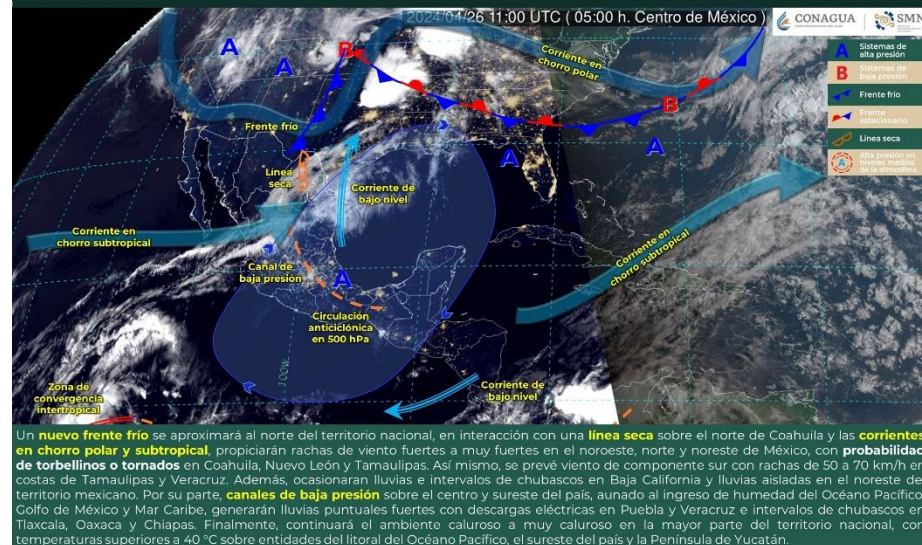 2024/04/26 11:00 UTC ( 05:00 h. Centro de México )
CONAGUA
SMN
A
Sistemas de
alta presión
B
Sistemas de
baja presión
Frente frío
Frente
estacionario
Línea seca
A
Alta presión en
niveles medios
de la atmósfera
A
A
B
Corriente en
chorro polar
B
Frente frío
A
A
Línea
seca
Corriente de
bajo nivel
Corriente en
chorro subtropical
Corriente en
chorro subtropical
Canal de
baja presión
A
Circulación
anticiclónica
en 500 hPa
100W
Zona de
convergencia
intertropical
Corriente de
bajo nivel
Un nuevo frente frío se aproximará al norte del territorio nacional, en interacción con una línea seca sobre el norte de Coahuila y las corrientes
en chorro polar y subtropical, propiciarán rachas de viento fuertes a muy fuertes en el noroeste, norte y noreste de México, con probabilidad
de torbellinos o tornados en Coahuila, Nuevo León y Tamaulipas. Así mismo, se prevé viento de componente sur con rachas de 50 a 70 km/h en
costas de Tamaulipas y Veracruz. Además, ocasionaran lluvias e intervalos de chubascos en Baja California y lluvias aisladas en el noreste del
territorio mexicano. Por su parte, canales de baja presión sobre el centro y sureste del país, aunado al ingreso de humedad del Océano Pacífico,
Golfo de México y Mar Caribe, generarán lluvias puntuales fuertes con descargas eléctricas en Puebla y Veracruz e intervalos de chubascos en
Tlaxcala, Oaxaca y Chiapas. Finalmente, continuará el ambiente caluroso a muy caluroso en la mayor parte del territorio nacional, con
temperaturas superiores a 40 °C sobre entidades del litoral del Océano Pacífico, el sureste del país y la Península de Yucatán.